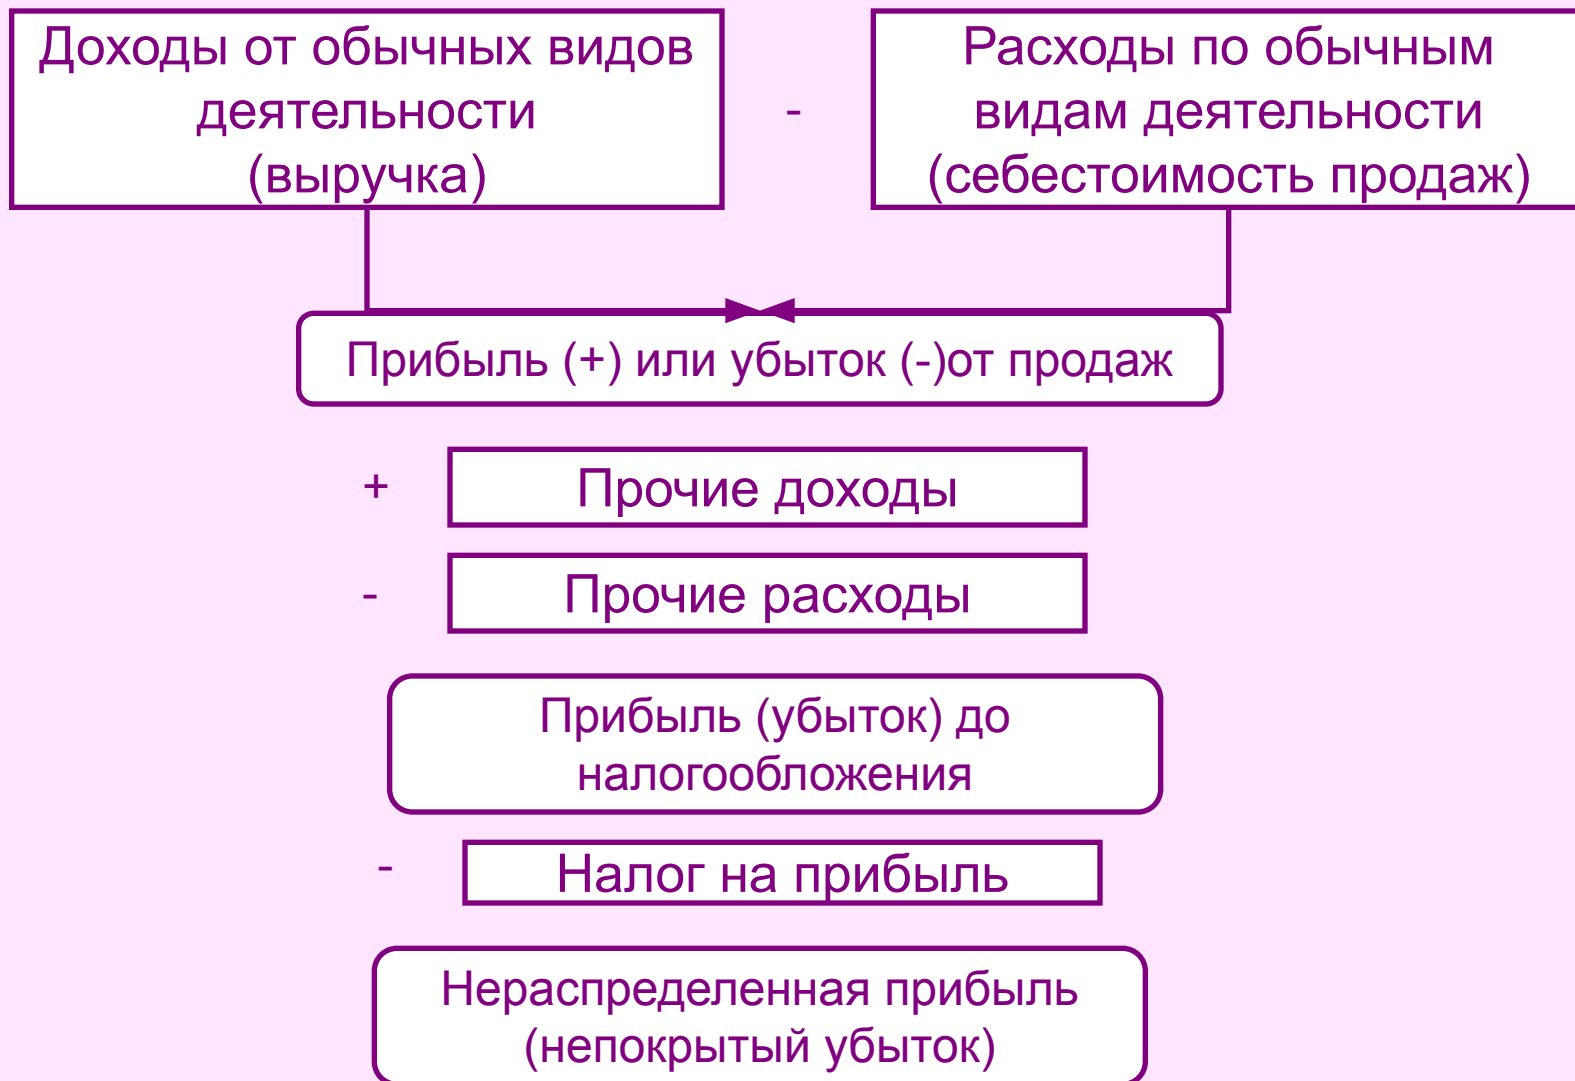 Доходы от обычных видов
деятельности
(выручка)
-
Расходы по обычным
видам деятельности
(себестоимость продаж)
Прибыль (+) или убыток (-)от продаж
+ Прочие доходы
- Прочие расходы
Прибыль (убыток) до
налогообложения
- Налог на прибыль
Нераспределенная прибыль
(непокрытый убыток)